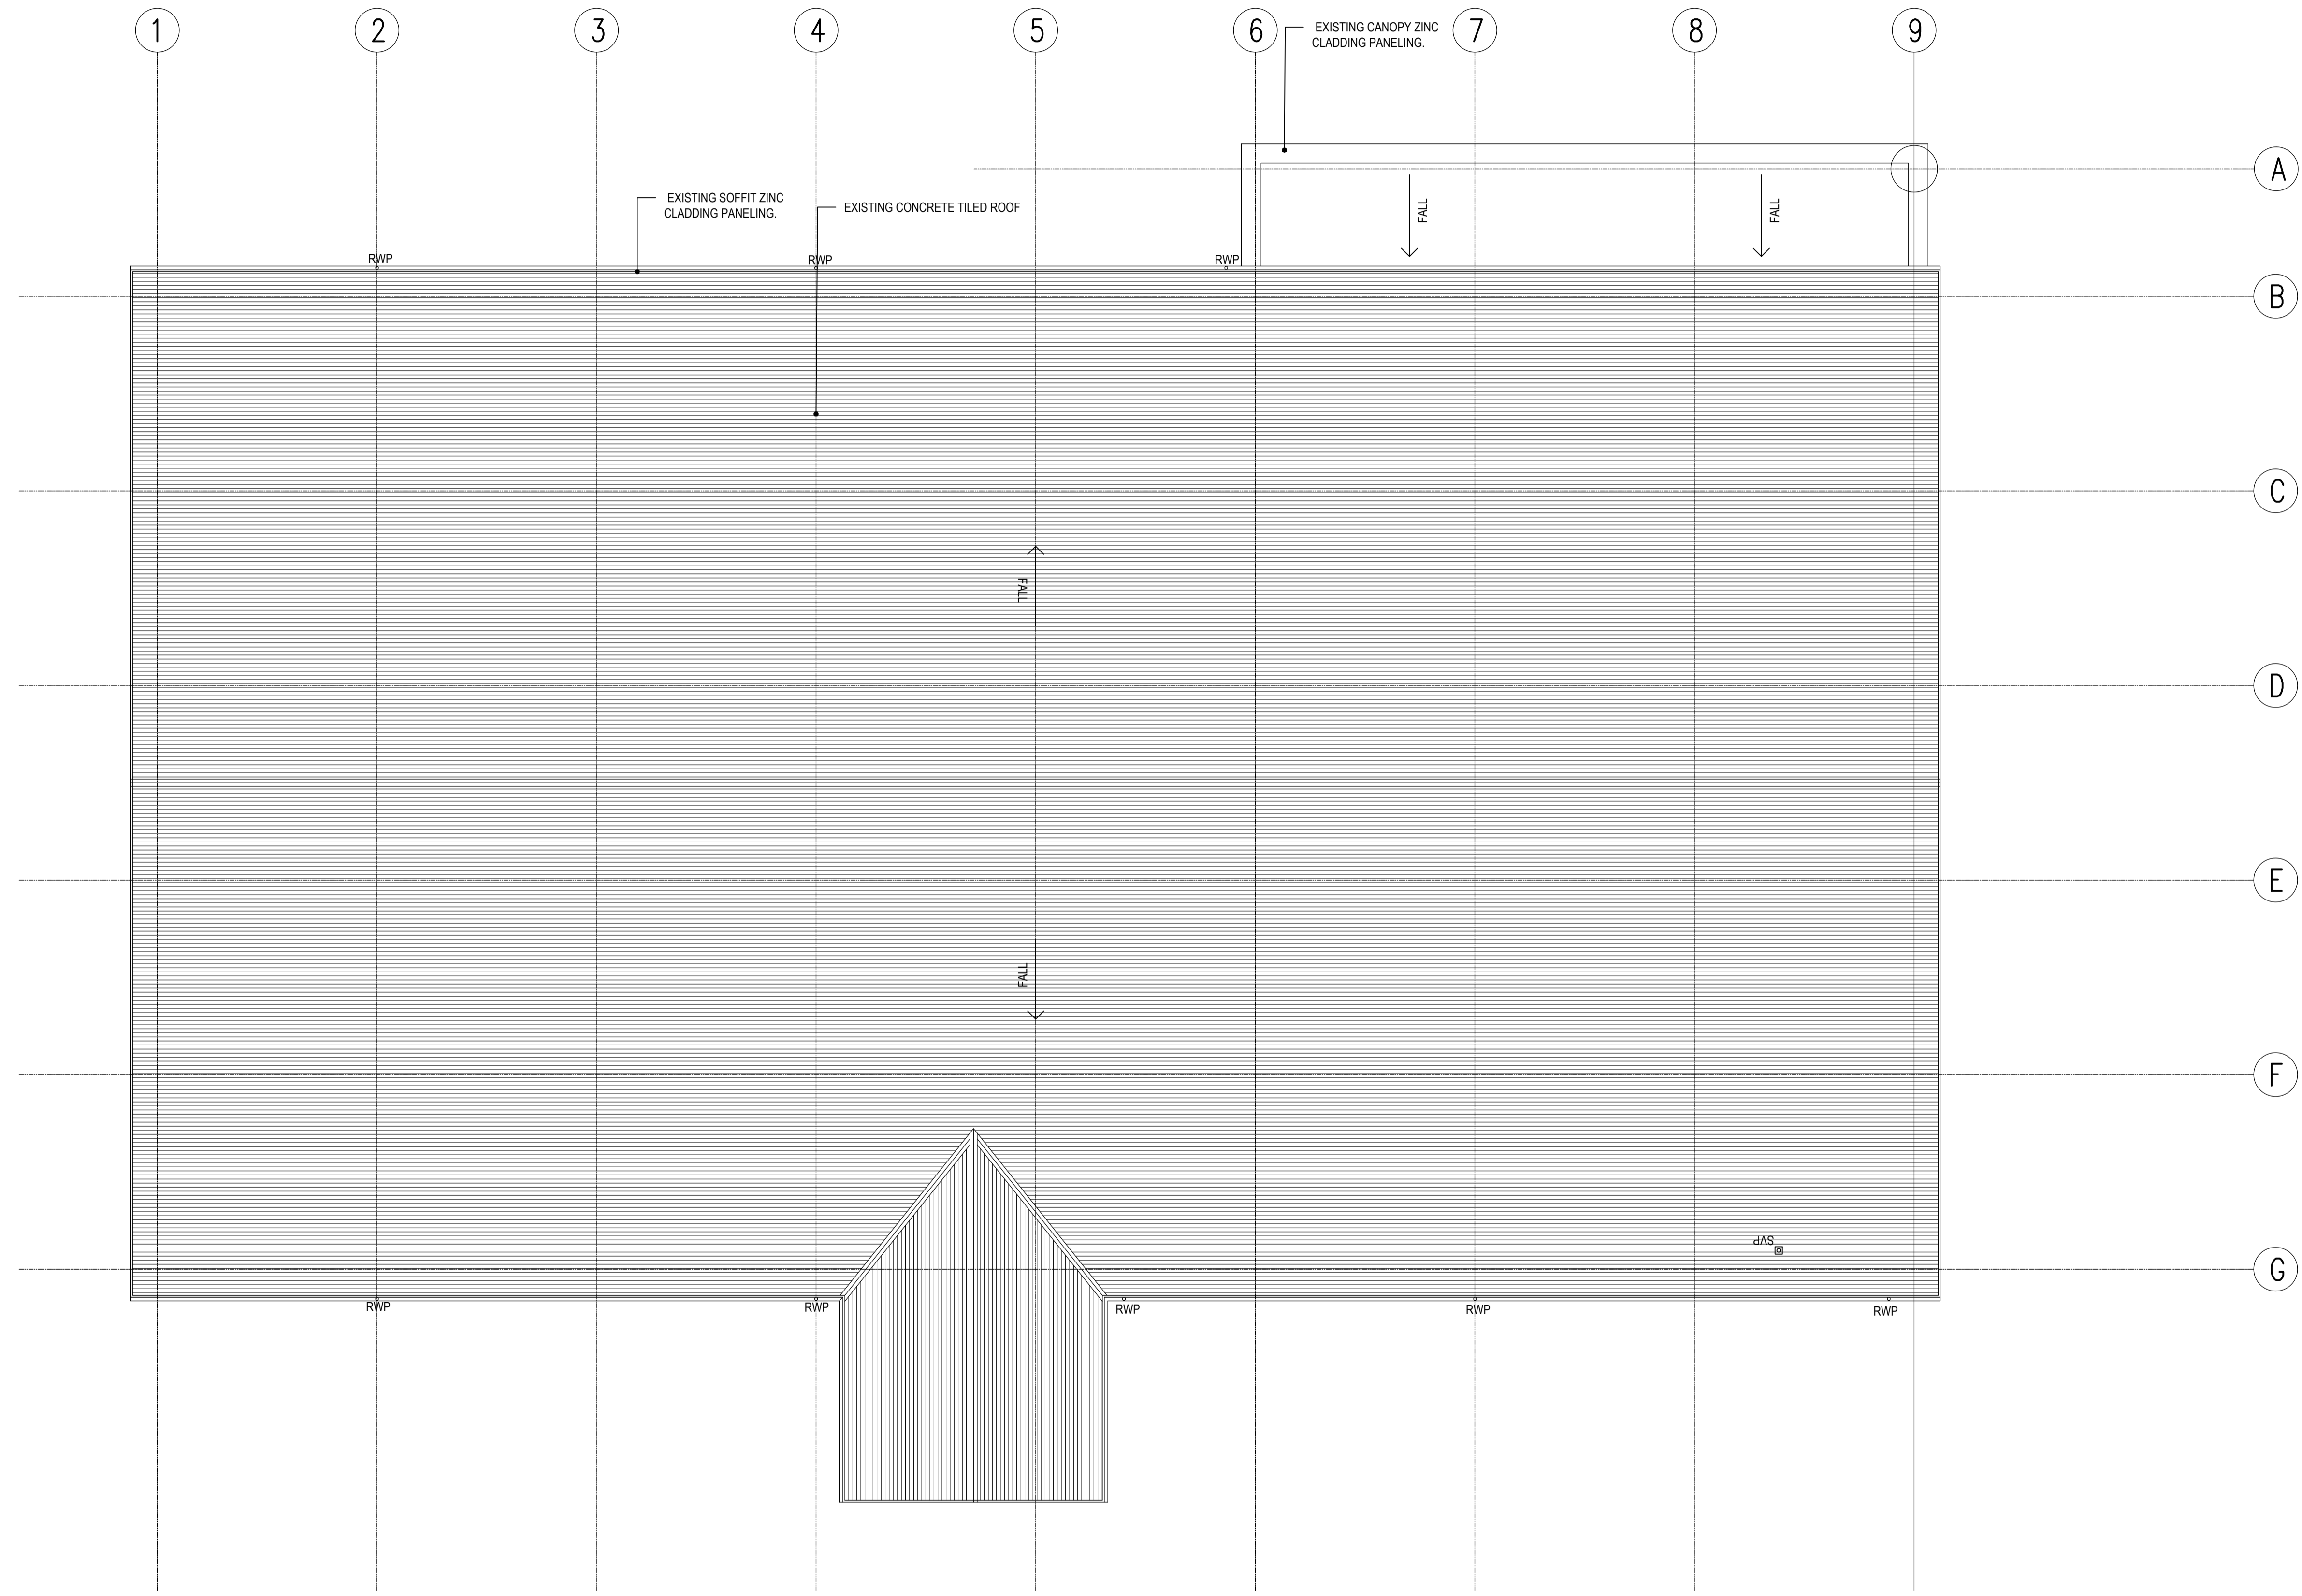 1
2
3
4
5
6
7
8
9
EXISTING CANOPY ZINC
CLADDING PANELING.
A
EXISTING SOFFIT ZINC
CLADDING PANELING.
EXISTING CONCRETE TILED ROOF
FALL
FALL
RWP
RWP
RWP
B
C
FALL
D
E
FALL
F
SVP
G
RWP
RWP
RWP
RWP
RWP